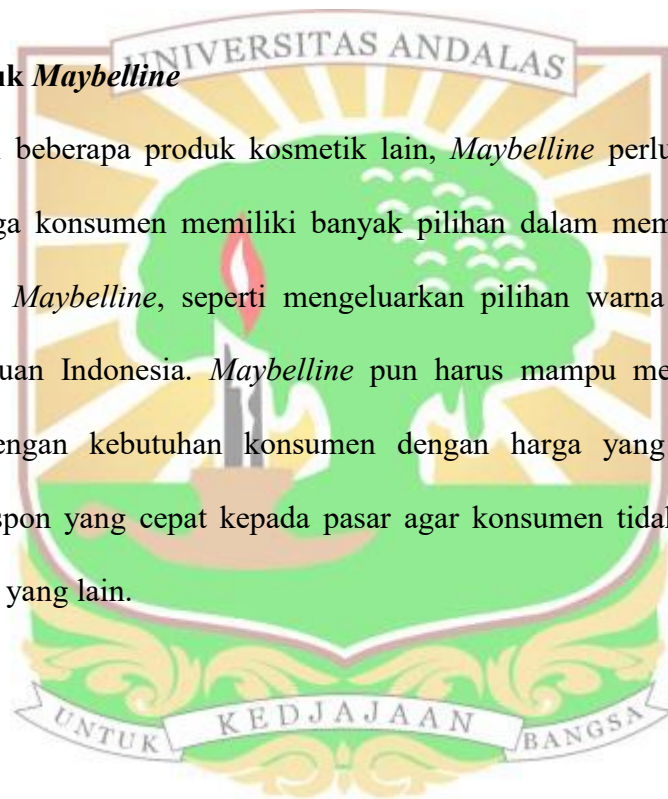 UNIVERSITAS ANDALAS
uk Maybelline
beberapa produk kosmetik lain, Maybelline perlu
ga konsumen memiliki banyak pilihan dalam mem
Maybelline, seperti mengeluarkan pilihan warna
uan Indonesia. Maybelline pun harus mampu me
engan kebutuhan konsumen dengan harga yang
spon yang cepat kepada pasar agar konsumen tidal
yang lain.
UNTUK KEDJAJAAN BANGSA